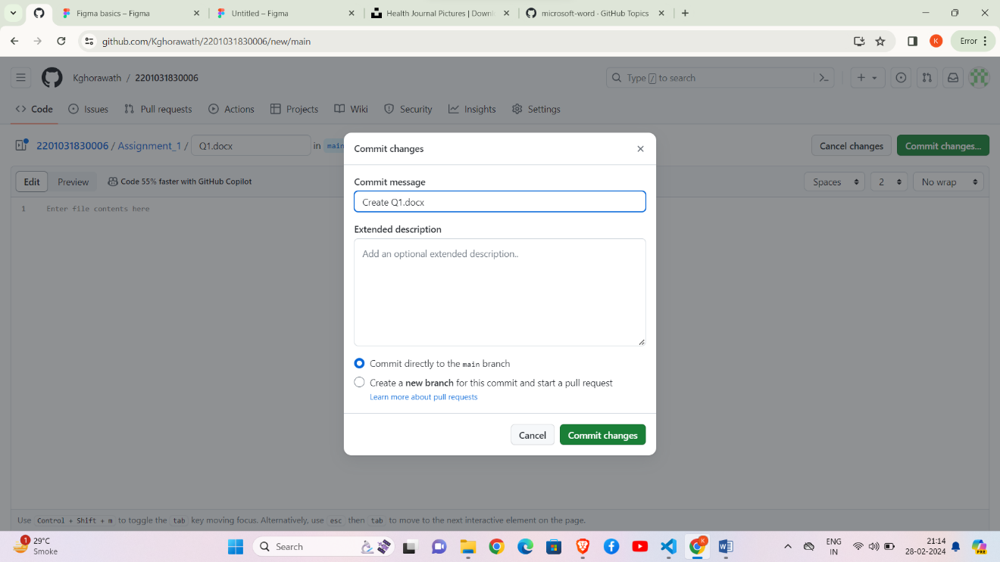 Figma basics – Figma
Untitled – Figma
Health Journal Pictures | Downl
microsoft-word · GitHub Topics
github.com/Kghorawath/2201031830006/new/main
K
Error
Kghorawath / 2201031830006
Type / to search
Code
Issues
Pull requests
Actions
Projects
Wiki
Security
Insights
Settings
2201031830006 / Assignment_1 / Q1.docx in main
Cancel changes
Commit changes...
Edit
Preview
Code 55% faster with GitHub Copilot
Spaces
2
No wrap
1 Enter file contents here
Commit changes
Commit message
Create Q1.docx
Extended description
Add an optional extended description..
Commit directly to the main branch
Create a new branch for this commit and start a pull request
Learn more about pull requests
Cancel
Commit changes
Use Control + Shift + m to toggle the tab key moving focus. Alternatively, use esc then tab to move to the next interactive element on the page.
1
29°C
Smoke
Search
K
ENG
IN
21:14
28-02-2024
PRE